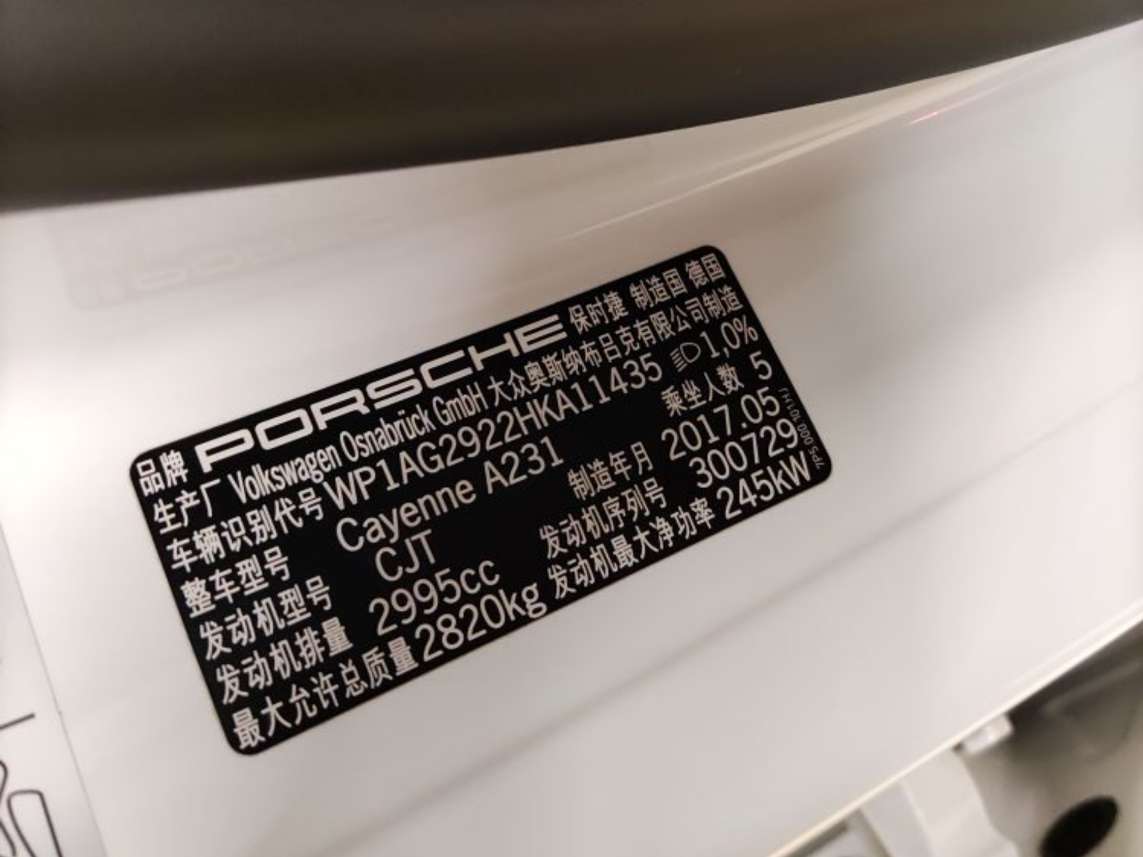 品牌 PORSCHE 保时捷 制造国 德国
生产厂 Volkswagen Osnabrück GmbH 大众奥斯纳布吕克有限公司制造
车辆识别代号 WP1AG2922HKA11435 1,0%
整车型号 Cayenne A231 乘坐人数 5
发动机型号 CJT 制造年月 2017.05
发动机排量 2995cc 发动机序列号 300729
最大允许总质量 2820kg 发动机最大净功率 245kW